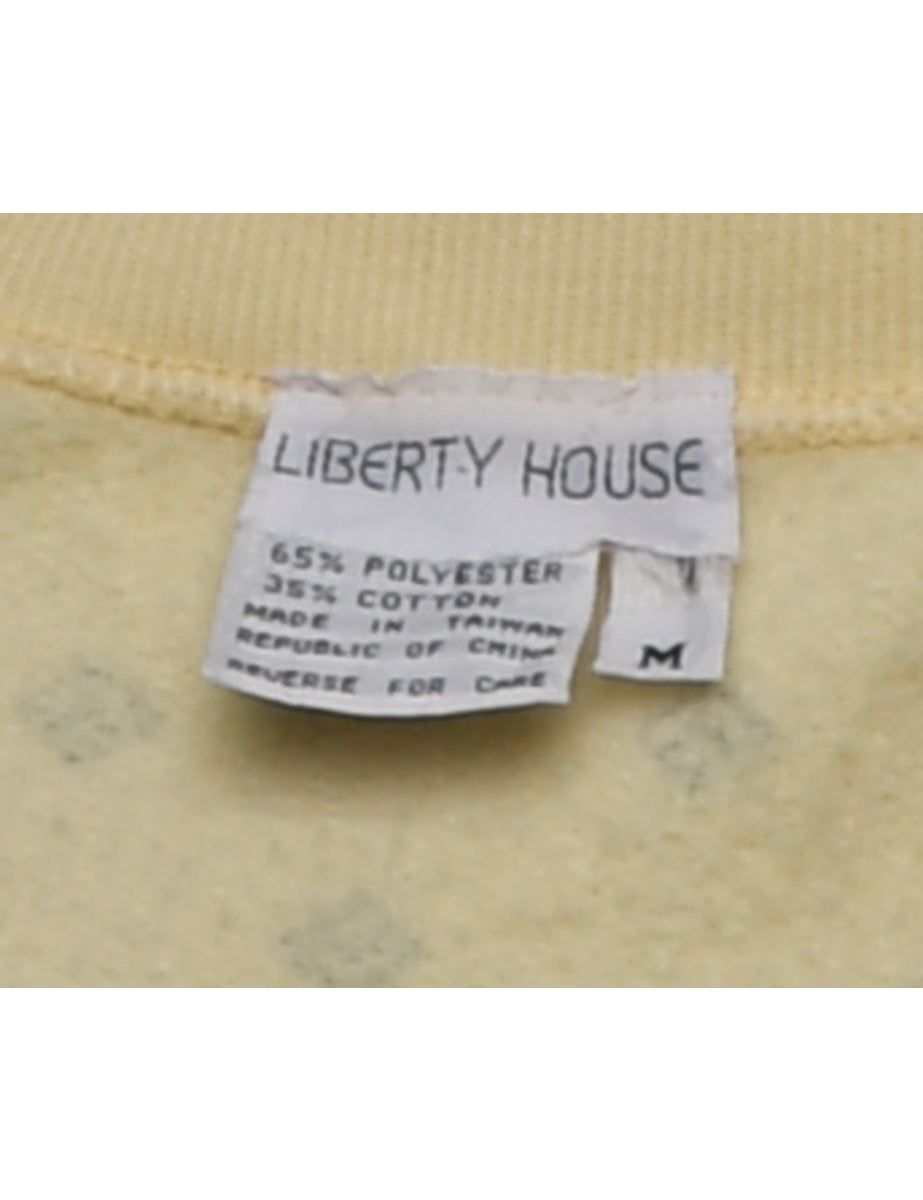 LIBERTY HOUSE
65% POLYESTER
35% COTTON
MADE IN TAIWAN
REPUBLIC OF CHINA
REVERSE FOR CARE
M